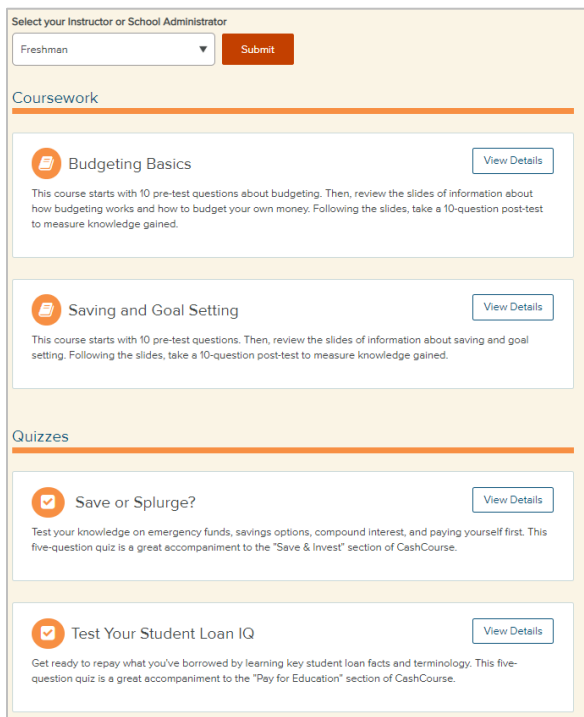 Select your Instructor or School Administrator
Freshman
Submit
Coursework
Budgeting Basics
View Details
This course starts with 10 pre-test questions about budgeting. Then, review the slides of information about
how budgeting works and how to budget your own money. Following the slides, take a 10-question post-test
to measure knowledge gained.
Saving and Goal Setting
View Details
This course starts with 10 pre-test questions. Then, review the slides of information about saving and goal
setting. Following the slides, take a 10-question post-test to measure knowledge gained.
Quizzes
Save or Splurge?
View Details
Test your knowledge on emergency funds, savings options, compound interest, and paying yourself first. This
five-question quiz is a great accompaniment to the "Save & Invest" section of CashCourse.
Test Your Student Loan IQ
View Details
Get ready to repay what you've borrowed by learning key student loan facts and terminology. This five-
question quiz is a great accompaniment to the "Pay for Education" section of CashCourse.